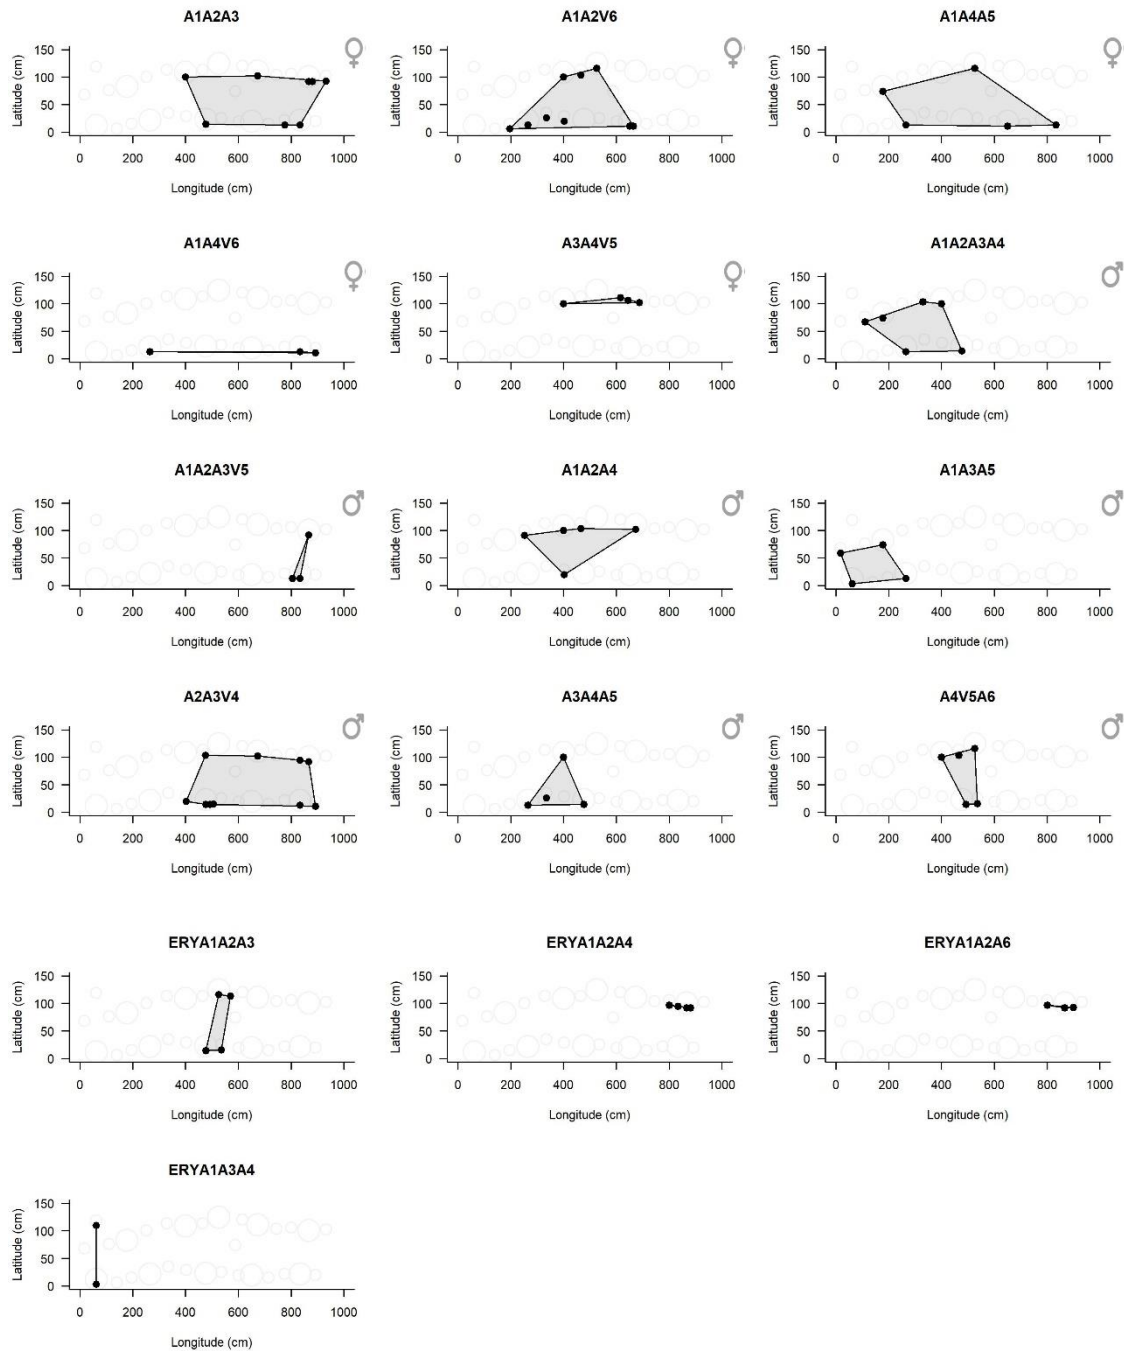 A1A2A3
♀
Latitude (cm)
150
100
50
0
0 200 400 600 800 1000
Longitude (cm)
A1A2V6
♀
Latitude (cm)
150
100
50
0
0 200 400 600 800 1000
Longitude (cm)
A1A4A5
♀
Latitude (cm)
150
100
50
0
0 200 400 600 800 1000
Longitude (cm)
A1A4V6
♀
Latitude (cm)
150
100
50
0
0 200 400 600 800 1000
Longitude (cm)
A3A4V5
♀
Latitude (cm)
150
100
50
0
0 200 400 600 800 1000
Longitude (cm)
A1A2A3A4
♂
Latitude (cm)
150
100
50
0
0 200 400 600 800 1000
Longitude (cm)
A1A2A3V5
♂
Latitude (cm)
150
100
50
0
0 200 400 600 800 1000
Longitude (cm)
A1A2A4
♂
Latitude (cm)
150
100
50
0
0 200 400 600 800 1000
Longitude (cm)
A1A3A5
♂
Latitude (cm)
150
100
50
0
0 200 400 600 800 1000
Longitude (cm)
A2A3V4
♂
Latitude (cm)
150
100
50
0
0 200 400 600 800 1000
Longitude (cm)
A3A4A5
♂
Latitude (cm)
150
100
50
0
0 200 400 600 800 1000
Longitude (cm)
A4V5A6
♂
Latitude (cm)
150
100
50
0
0 200 400 600 800 1000
Longitude (cm)
ERYA1A2A3
Latitude (cm)
150
100
50
0
0 200 400 600 800 1000
Longitude (cm)
ERYA1A2A4
Latitude (cm)
150
100
50
0
0 200 400 600 800 1000
Longitude (cm)
ERYA1A2A6
Latitude (cm)
150
100
50
0
0 200 400 600 800 1000
Longitude (cm)
ERYA1A3A4
Latitude (cm)
150
100
50
0
0 200 400 600 800 1000
Longitude (cm)